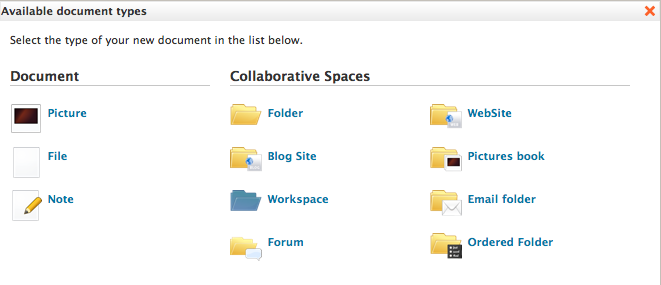 Available document types
Select the type of your new document in the list below.
Document
Collaborative Spaces
Picture
Folder
WebSite
File
Blog Site
Pictures book
Note
Workspace
Email folder
Forum
Ordered Folder